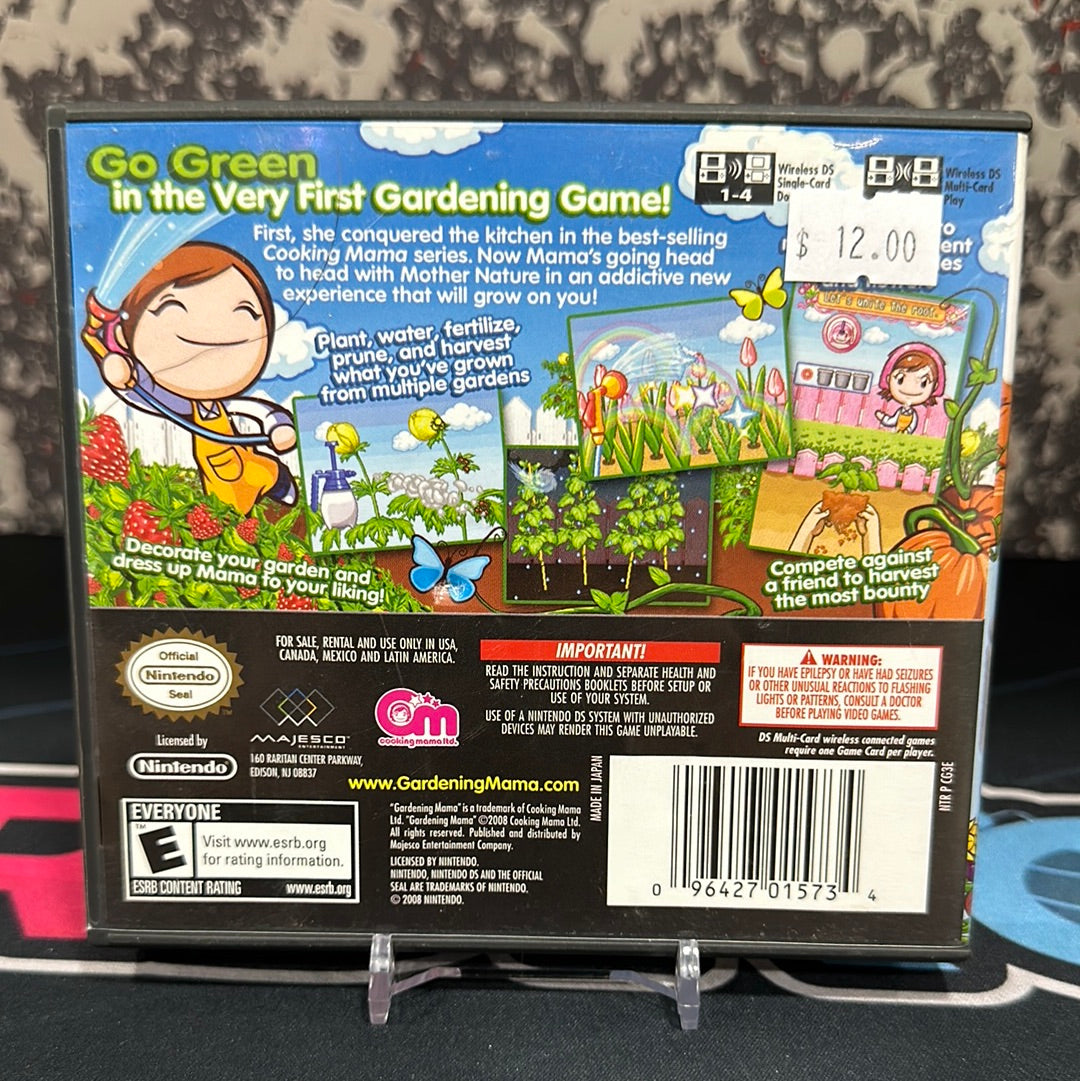 Go Green
in the Very First Gardening Game!
First, she conquered the kitchen in the best-selling
Cooking Mama series. Now Mama's going head
to head with Mother Nature in an addictive new
experience that will grow on you!
Wireless DS
Single-Card
1-4
Wireless DS
Multi-Card
Play
$ 12.00
Plant, water, fertilize,
prune, and harvest
what you've grown
from multiple gardens
Let's unite the root.
Decorate your garden and
dress up Mama to your liking!
Compete against
a friend to harvest
the most bounty
Official
Nintendo
Seal
TM
Licensed by
Nintendo
FOR SALE, RENTAL AND USE ONLY IN USA,
CANADA, MEXICO AND LATIN AMERICA.
MAJESCO
ENTERTAINMENT
160 RARITAN CENTER PARKWAY,
EDISON, NJ 08837
cm
cooking mama ltd.
IMPORTANT!
READ THE INSTRUCTION AND SEPARATE HEALTH AND
SAFETY PRECAUTIONS BOOKLETS BEFORE SETUP OR
USE OF YOUR SYSTEM.
USE OF A NINTENDO DS SYSTEM WITH UNAUTHORIZED
DEVICES MAY RENDER THIS GAME UNPLAYABLE.
WARNING:
IF YOU HAVE EPILEPSY OR HAVE HAD SEIZURES
OR OTHER UNUSUAL REACTIONS TO FLASHING
LIGHTS OR PATTERNS, CONSULT A DOCTOR
BEFORE PLAYING VIDEO GAMES.
DS Multi-Card wireless connected games
require one Game Card per player.
www.GardeningMama.com
"Gardening Mama" is a trademark of Cooking Mama
Ltd. "Gardening Mama" ©2008 Cooking Mama Ltd.
All rights reserved. Published and distributed by
Majesco Entertainment Company.
LICENSED BY NINTENDO.
NINTENDO, NINTENDO DS AND THE OFFICIAL
SEAL ARE TRADEMARKS OF NINTENDO.
© 2008 NINTENDO.
EVERYONE
E
TM
Visit www.esrb.org
for rating information.
ESRB CONTENT RATING
www.esrb.org
MADE IN JAPAN
0 96427 01573 4
NTR P CG3E